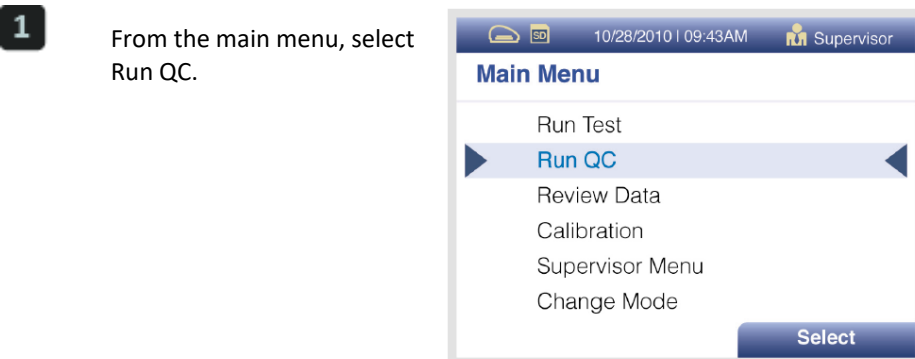 1
From the main menu, select
Run QC.
SD 10/28/2010 | 09:43AM Supervisor
Main Menu
Run Test
Run QC
Review Data
Calibration
Supervisor Menu
Change Mode
Select